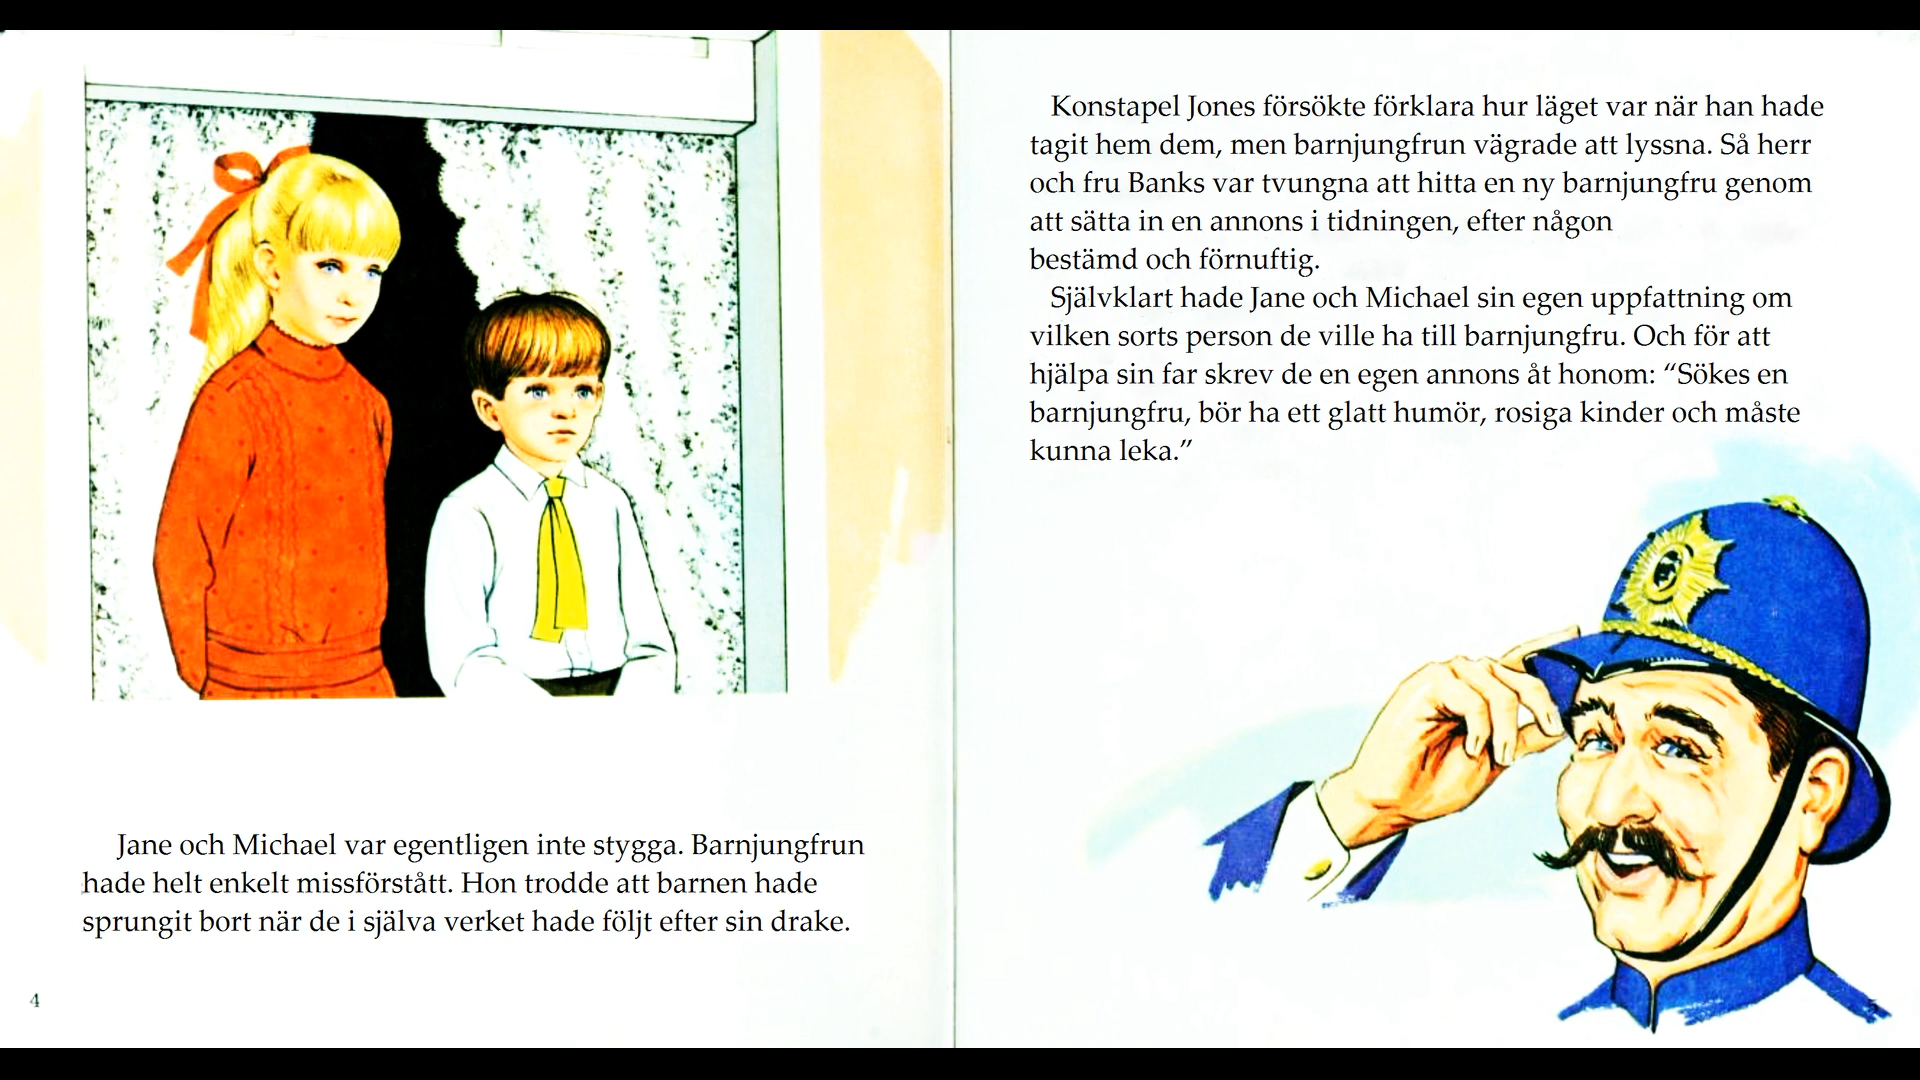 Jane och Michael var egentligen inte stygga. Barnjungfrun
hade helt enkelt missförstått. Hon trodde att barnen hade
sprungit bort när de i själva verket hade följt efter sin drake.
4
Konstapel Jones försökte förklara hur läget var när han hade
tagit hem dem, men barnjungfrun vägrade att lyssna. Så herr
och fru Banks var tvungna att hitta en ny barnjungfru genom
att sätta in en annons i tidningen, efter någon
bestämd och förnuftig.
Självklart hade Jane och Michael sin egen uppfattning om
vilken sorts person de ville ha till barnjungfru. Och för att
hjälpa sin far skrev de en egen annons åt honom: “Sökes en
barnjungfru, bör ha ett glatt humör, rosiga kinder och måste
kunna leka.”
5